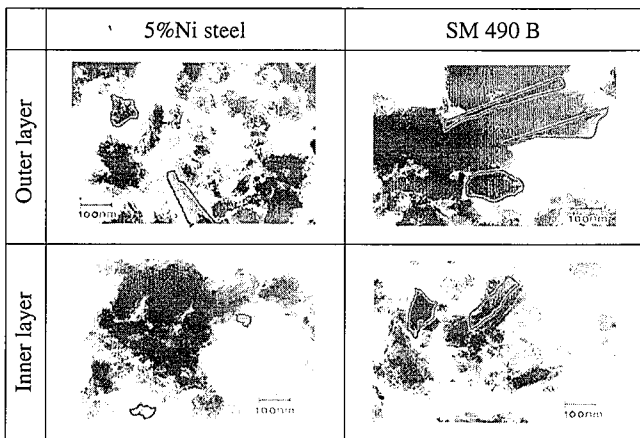 5%Ni steel
SM 490 B
Outer layer
100nm
100nm
Inner layer
100nm
100nm